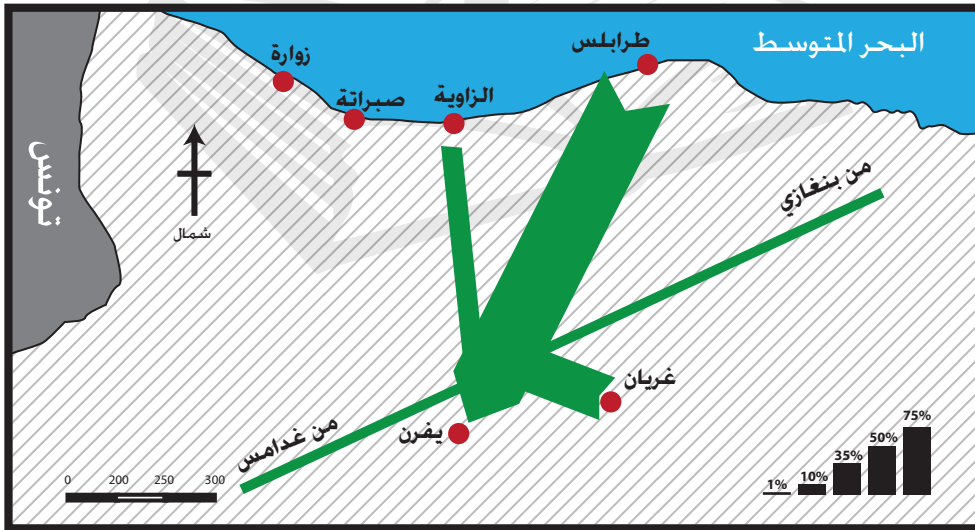 البحر المتوسط
طرابلس
زوارة
صبراتة
الزاوية
تونس
شمال
من بنغازي
غريان
يفرن
من غدامس
0 200 250 300
1% 10% 35% 50% 75%